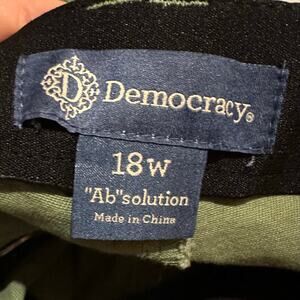 D Democracy®
18W
"Ab"solution
Made in China